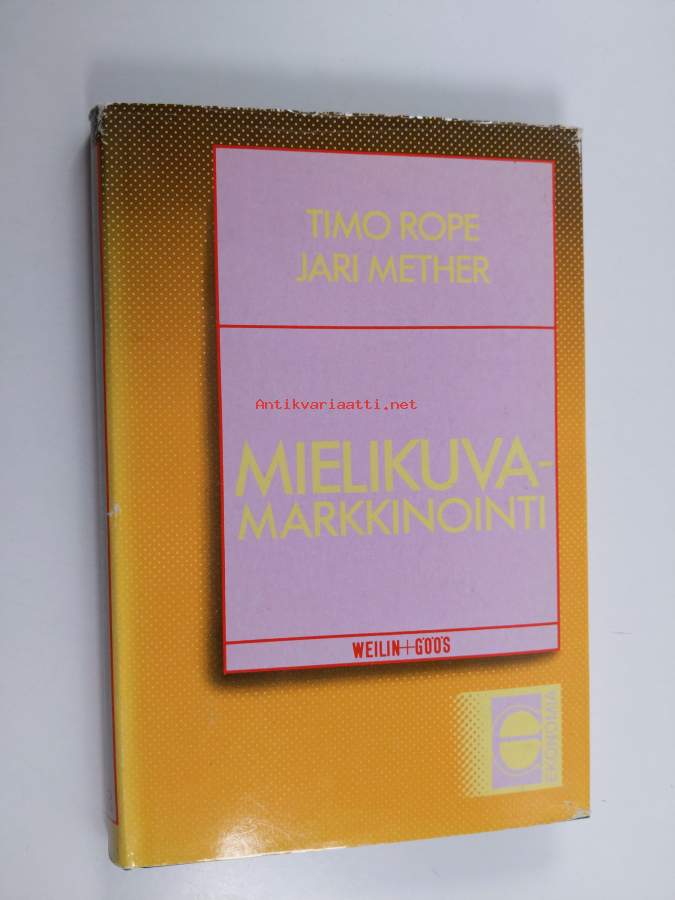 TIMO ROPE
JARI METHER
Antikvariaatti.net
MIELIKUVA-
MARKKINOINTI
WEILIN+GÖÖS
EKONOMIA